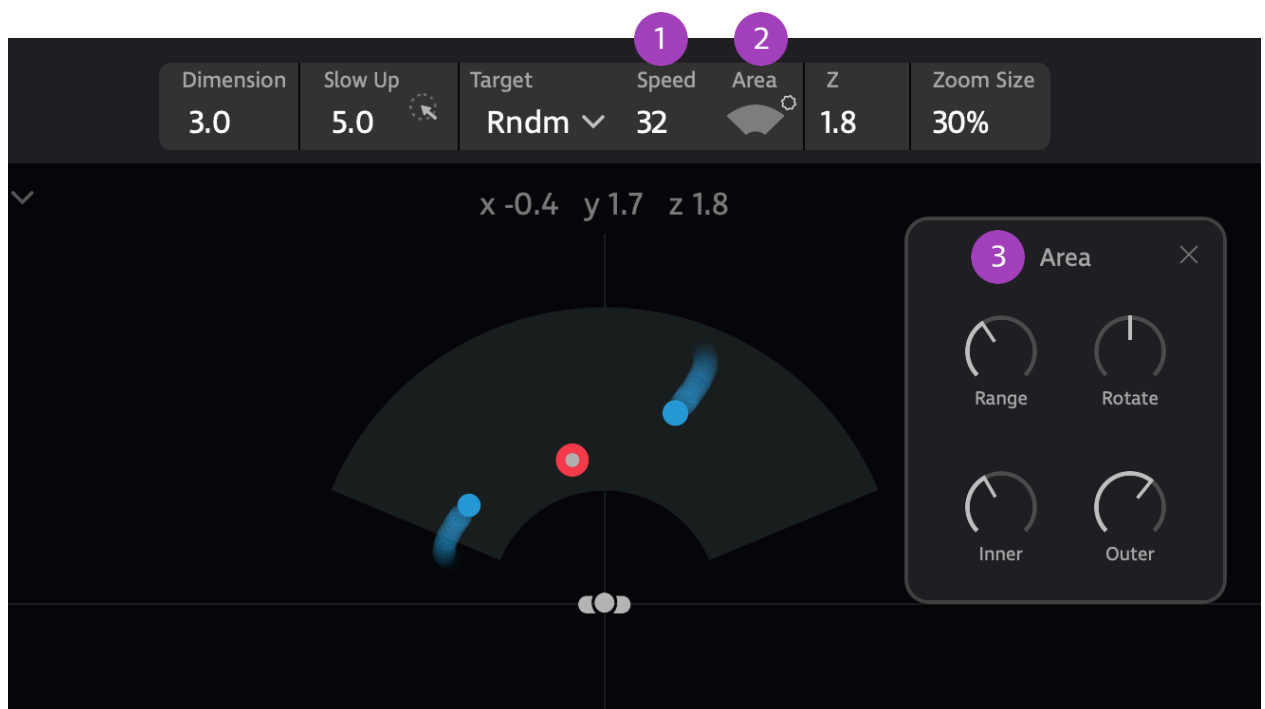 1 2
Dimension Slow Up Target Speed Area Z Zoom Size
3.0 5.0 Rndm 32 1.8 30%
x -0.4 y 1.7 z 1.8
3 Area
Range Rotate
Inner Outer